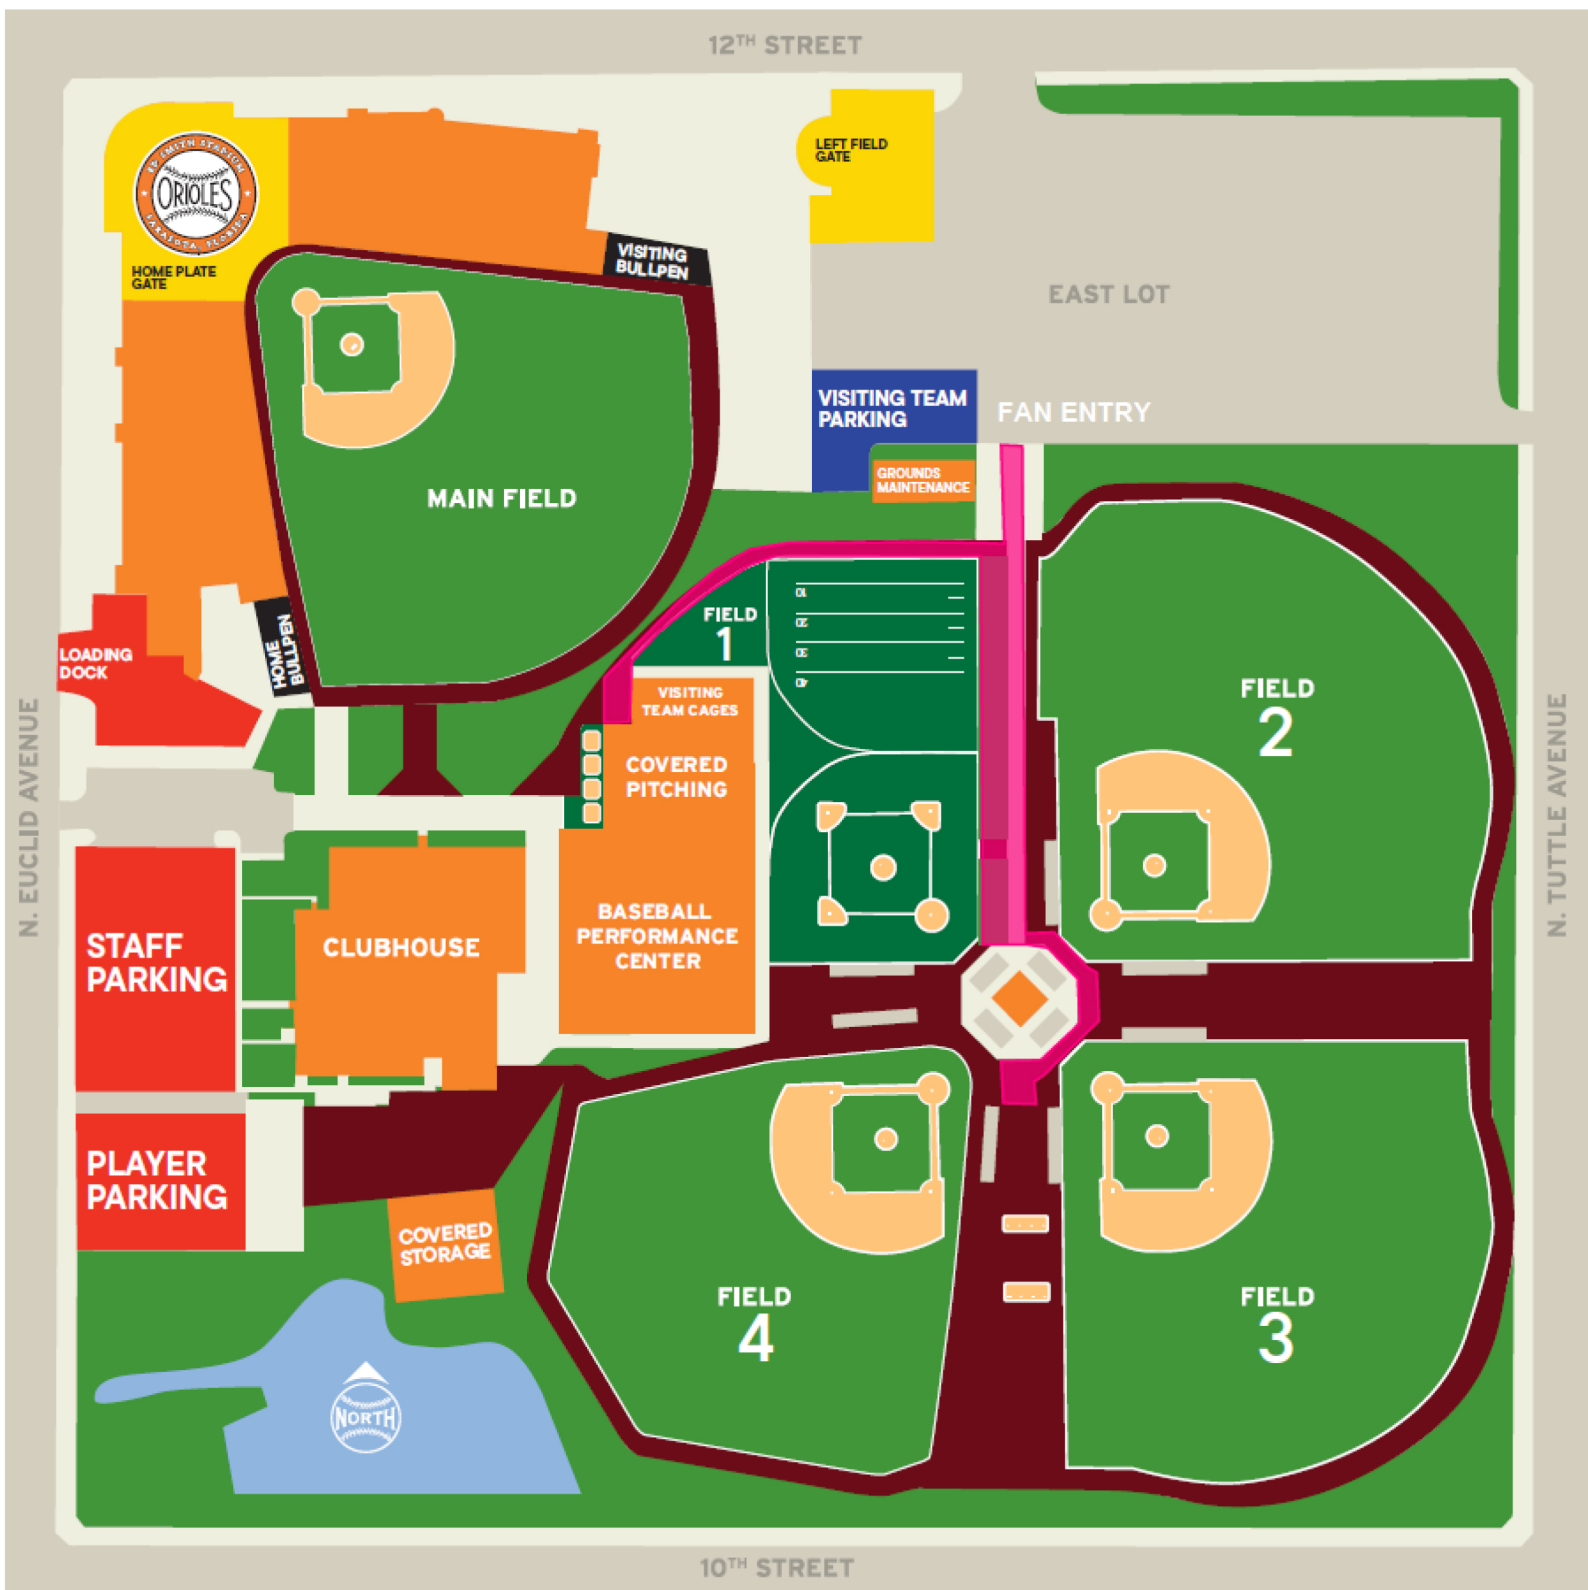 12TH STREET
ED SMITH STADIUM
ORIOLES
SARASOTA, FLORIDA
HOME PLATE
GATE
LEFT FIELD
GATE
VISITING
BULLPEN
EAST LOT
VISITING TEAM
PARKING
FAN ENTRY
GROUNDS
MAINTENANCE
MAIN FIELD
FIELD
1
LOADING
DOCK
HOME
BULLPEN
VISITING
TEAM CAGES
COVERED
PITCHING
FIELD
2
N. EUCLID AVENUE
N. TUTTLE AVENUE
STAFF
PARKING
CLUBHOUSE
BASEBALL
PERFORMANCE
CENTER
PLAYER
PARKING
COVERED
STORAGE
FIELD
4
FIELD
3
NORTH
10TH STREET